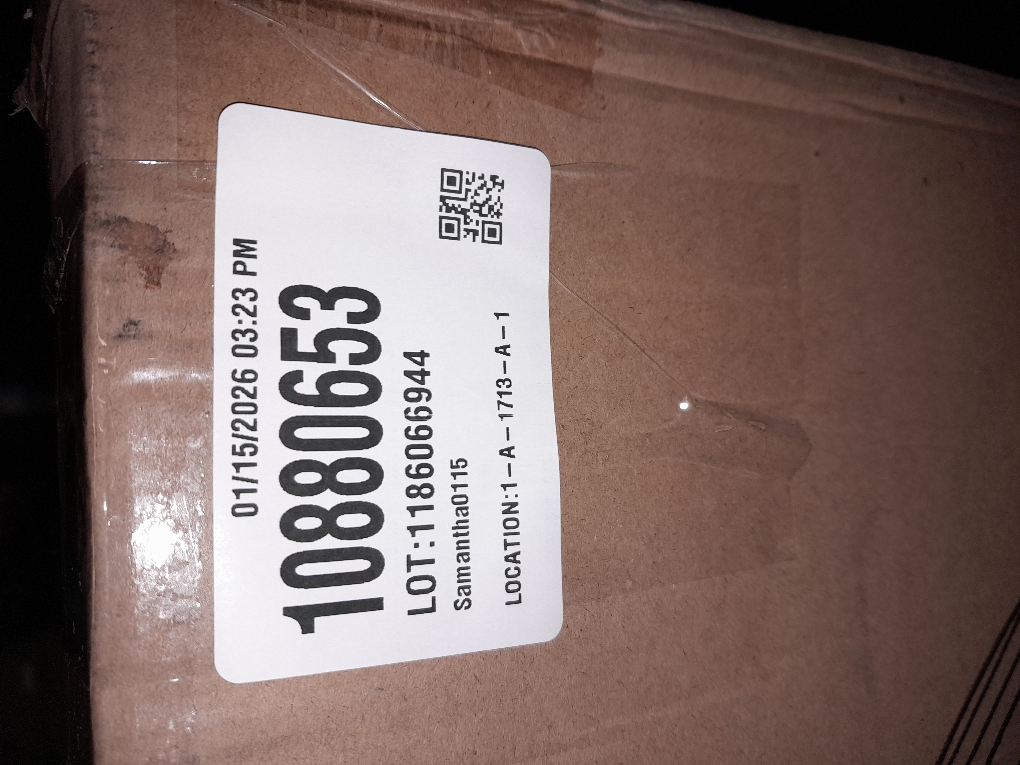 01/15/2026 03:23 PM
10880653
LOT:1186066944
Samantha0115
LOCATION:1-A-1713-A-1